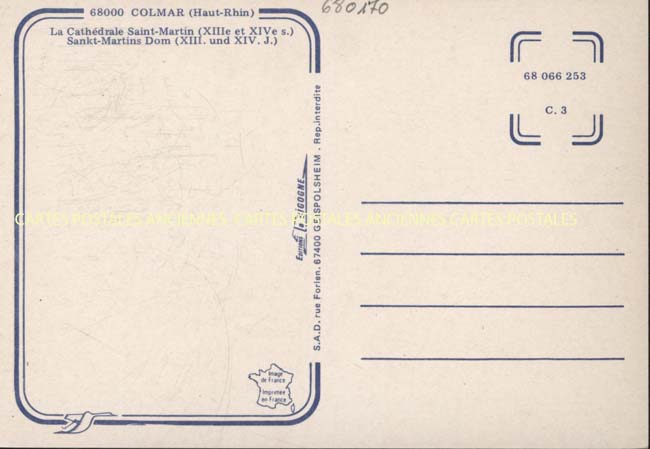 68000 COLMAR (Haut-Rhin)
La Cathédrale Saint-Martin (XIIIe et XIVe s.)
Sankt-Martins Dom (XIII. und XIV. J.)
680170
68 066 253
C. 3
Editions La CIGOGNE
S.A.D. rue Forlen. 67400 GEISPOLSHEIM . Rep.interdite
CARTES POSTALES ANCIENNES CARTES POSTALES ANCIENNES CARTES POSTALES
Image
de France
Imprimée
en France